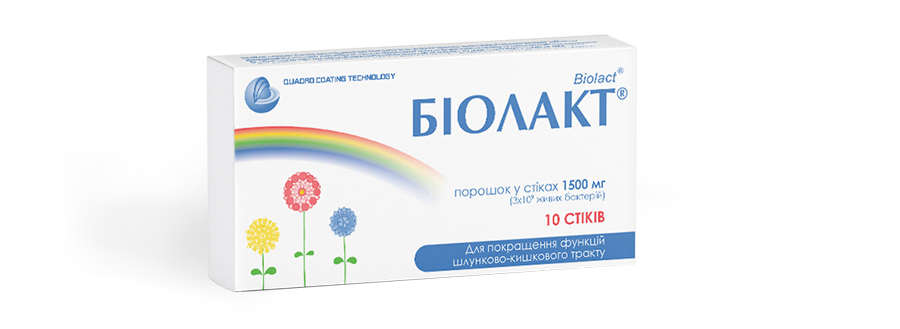 QUADRO COATING TECHNOLOGY
Biolact®
БІОЛАКТ®
порошок у стіках 1500 мг
(3х10⁹ живих бактерій)
10 СТІКІВ
Для покращення функцій
шлунково-кишкового тракту